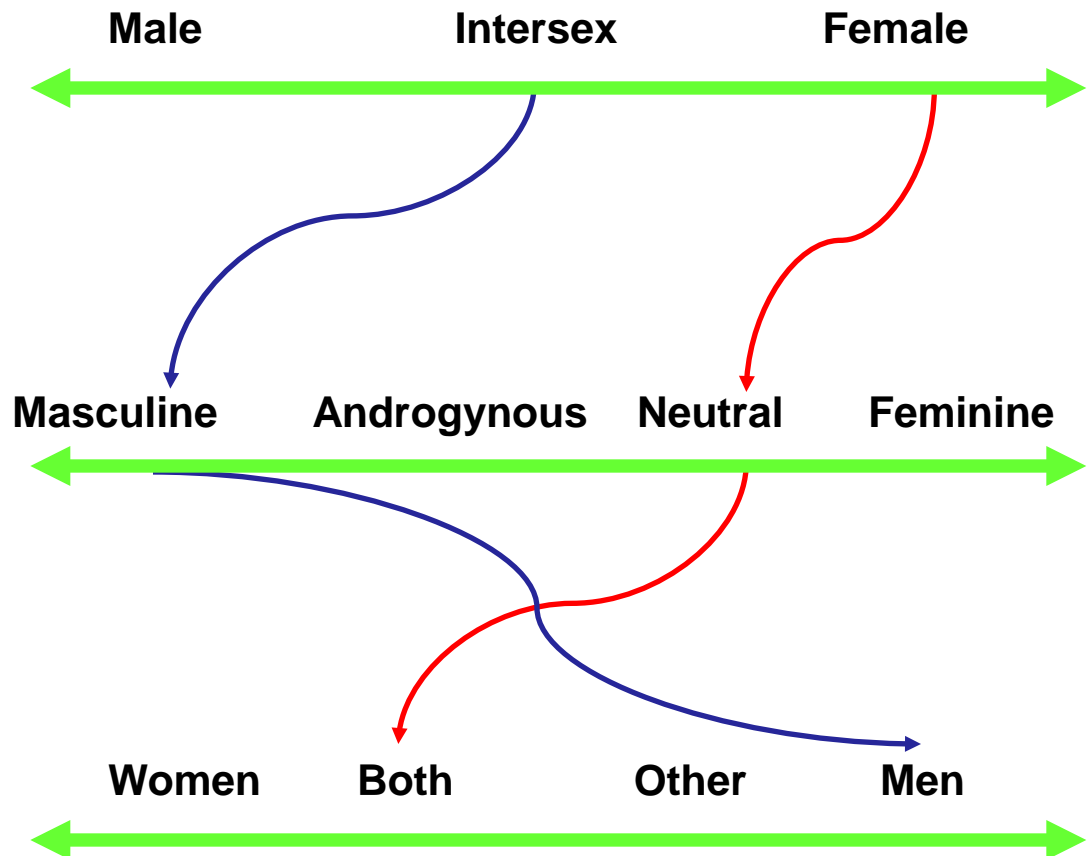 Male Intersex Female
Masculine Androgynous Neutral Feminine
Women Both Other Men